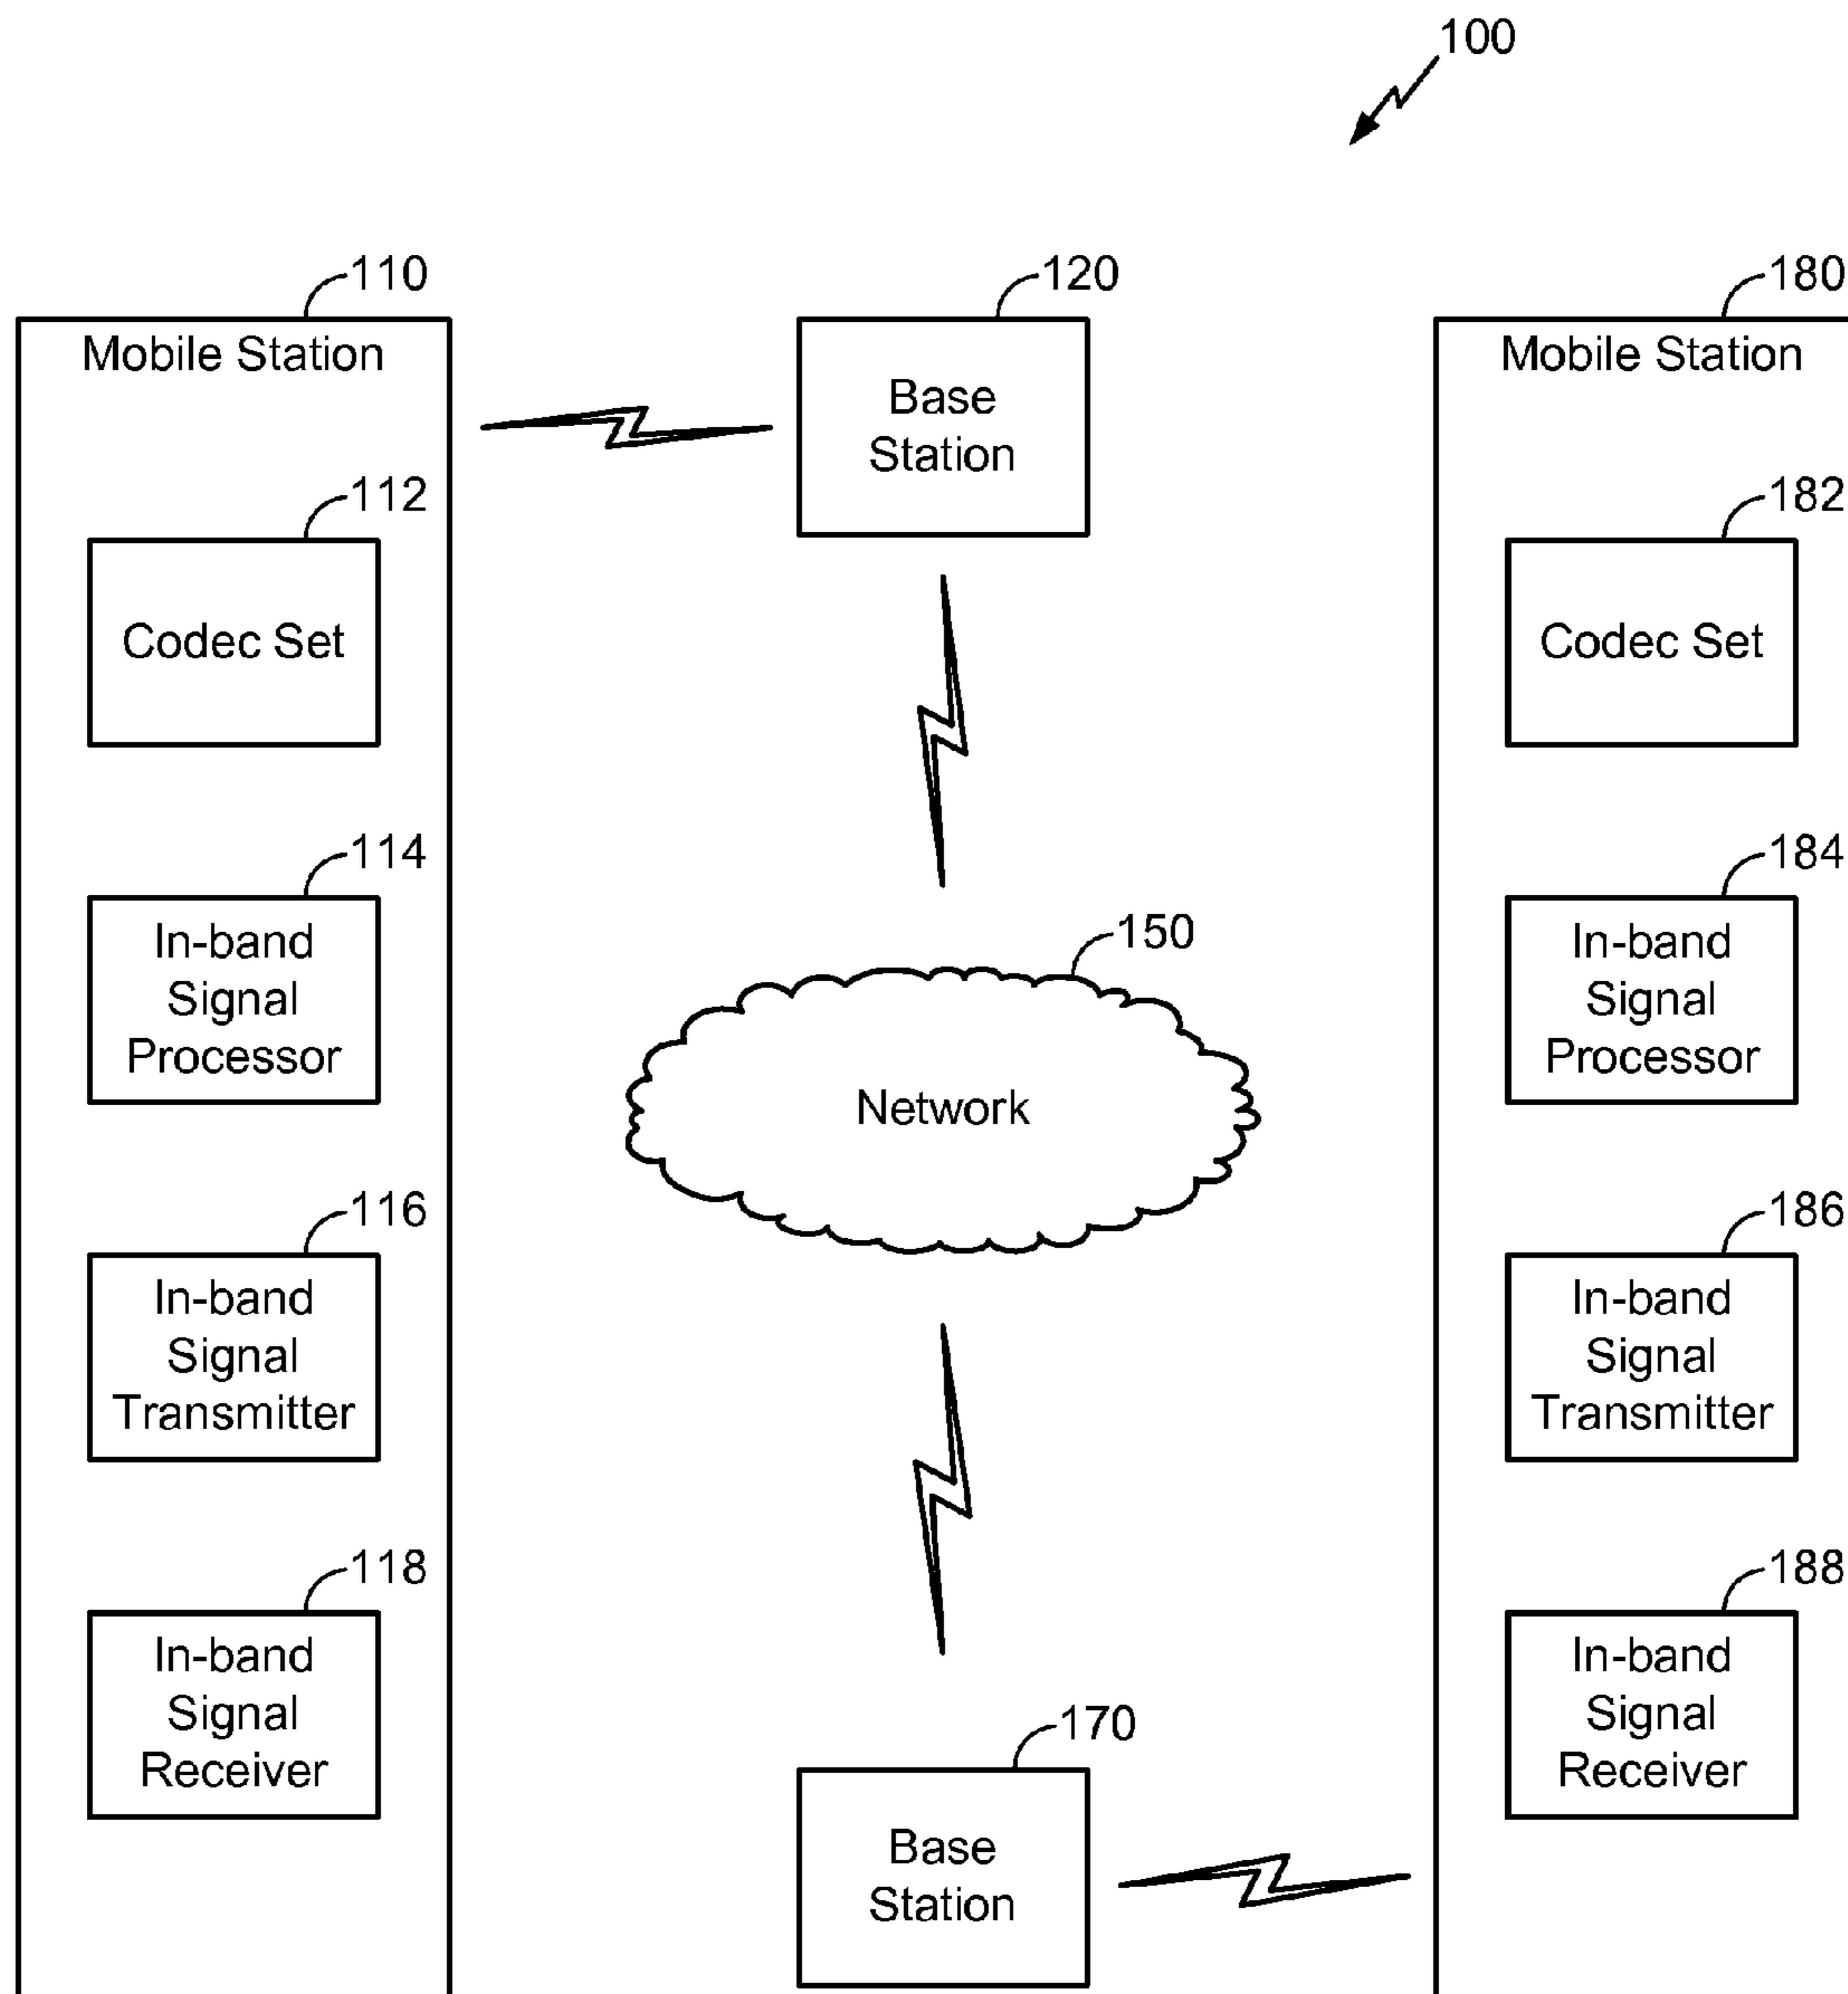 100
110
Mobile Station
112
Codec Set
114
In-band
Signal
Processor
116
In-band
Signal
Transmitter
118
In-band
Signal
Receiver
120
Base
Station
150
Network
170
Base
Station
180
Mobile Station
182
Codec Set
184
In-band
Signal
Processor
186
In-band
Signal
Transmitter
188
In-band
Signal
Receiver